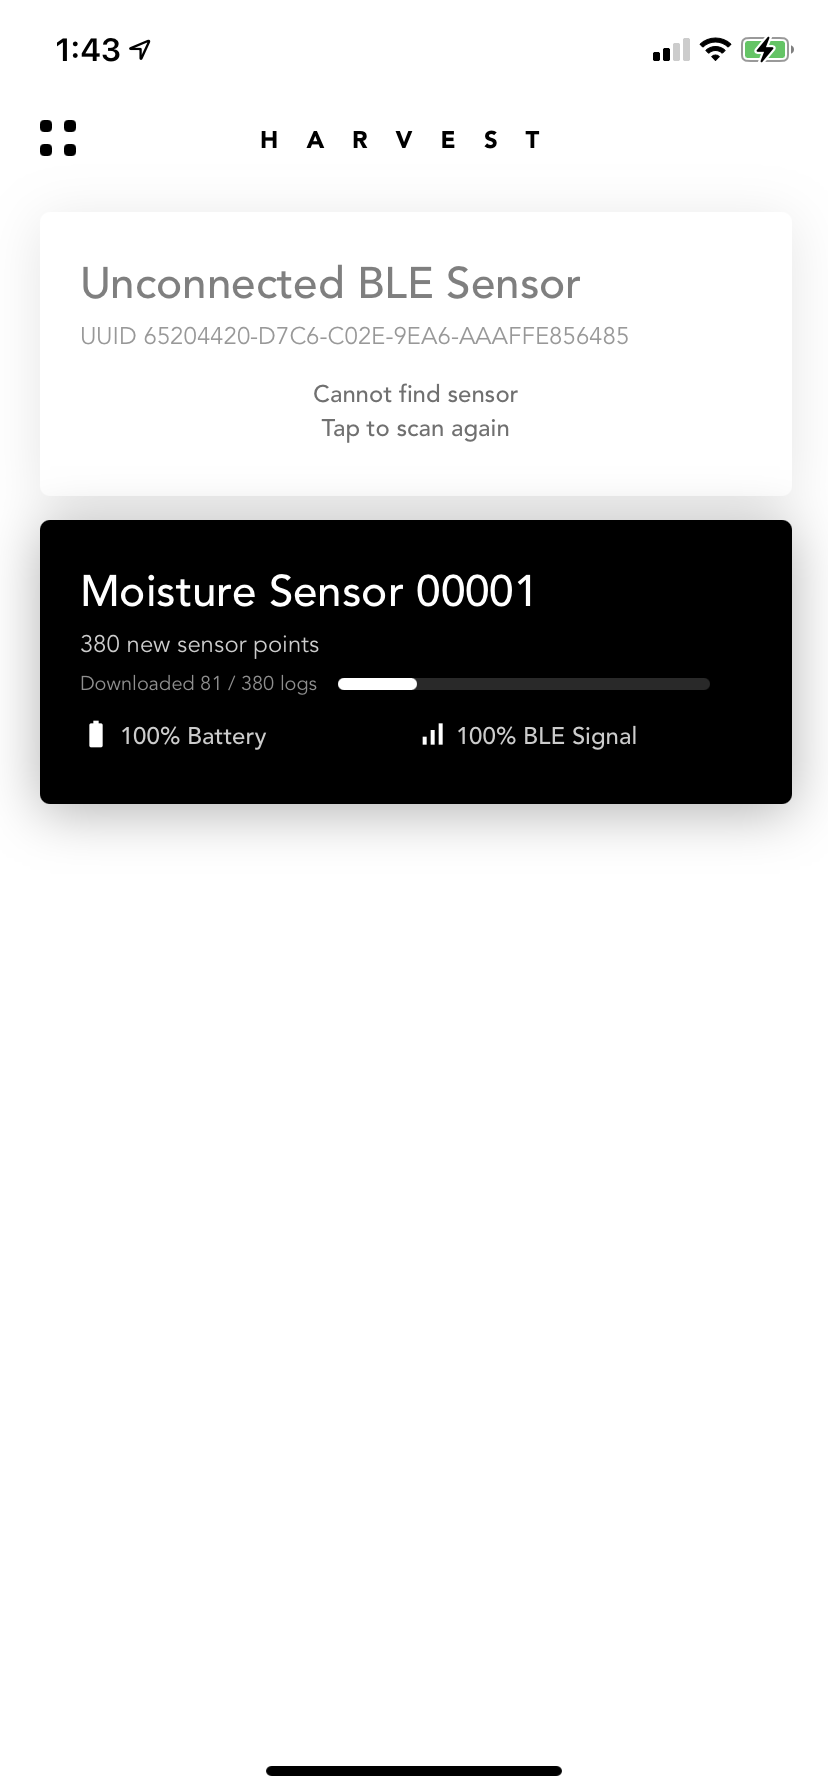 1:43
H A R V E S T
Unconnected BLE Sensor
UUID 65204420-D7C6-C02E-9EA6-AAAFFE856485
Cannot find sensor
Tap to scan again
Moisture Sensor 00001
380 new sensor points
Downloaded 81 / 380 logs
100% Battery
100% BLE Signal